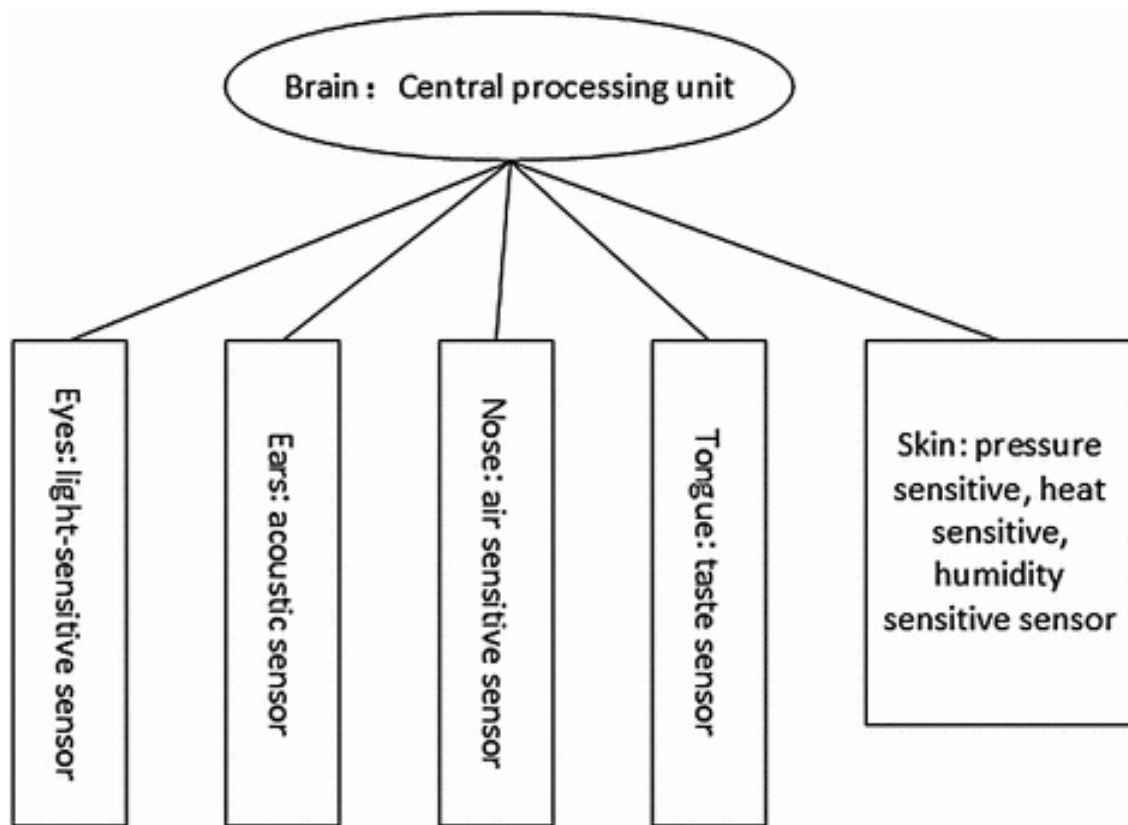 Brain： Central processing unit
Eyes: light-sensitive sensor
Ears: acoustic sensor
Nose: air sensitive sensor
Tongue: taste sensor
Skin: pressure
sensitive, heat
sensitive,
humidity
sensitive sensor